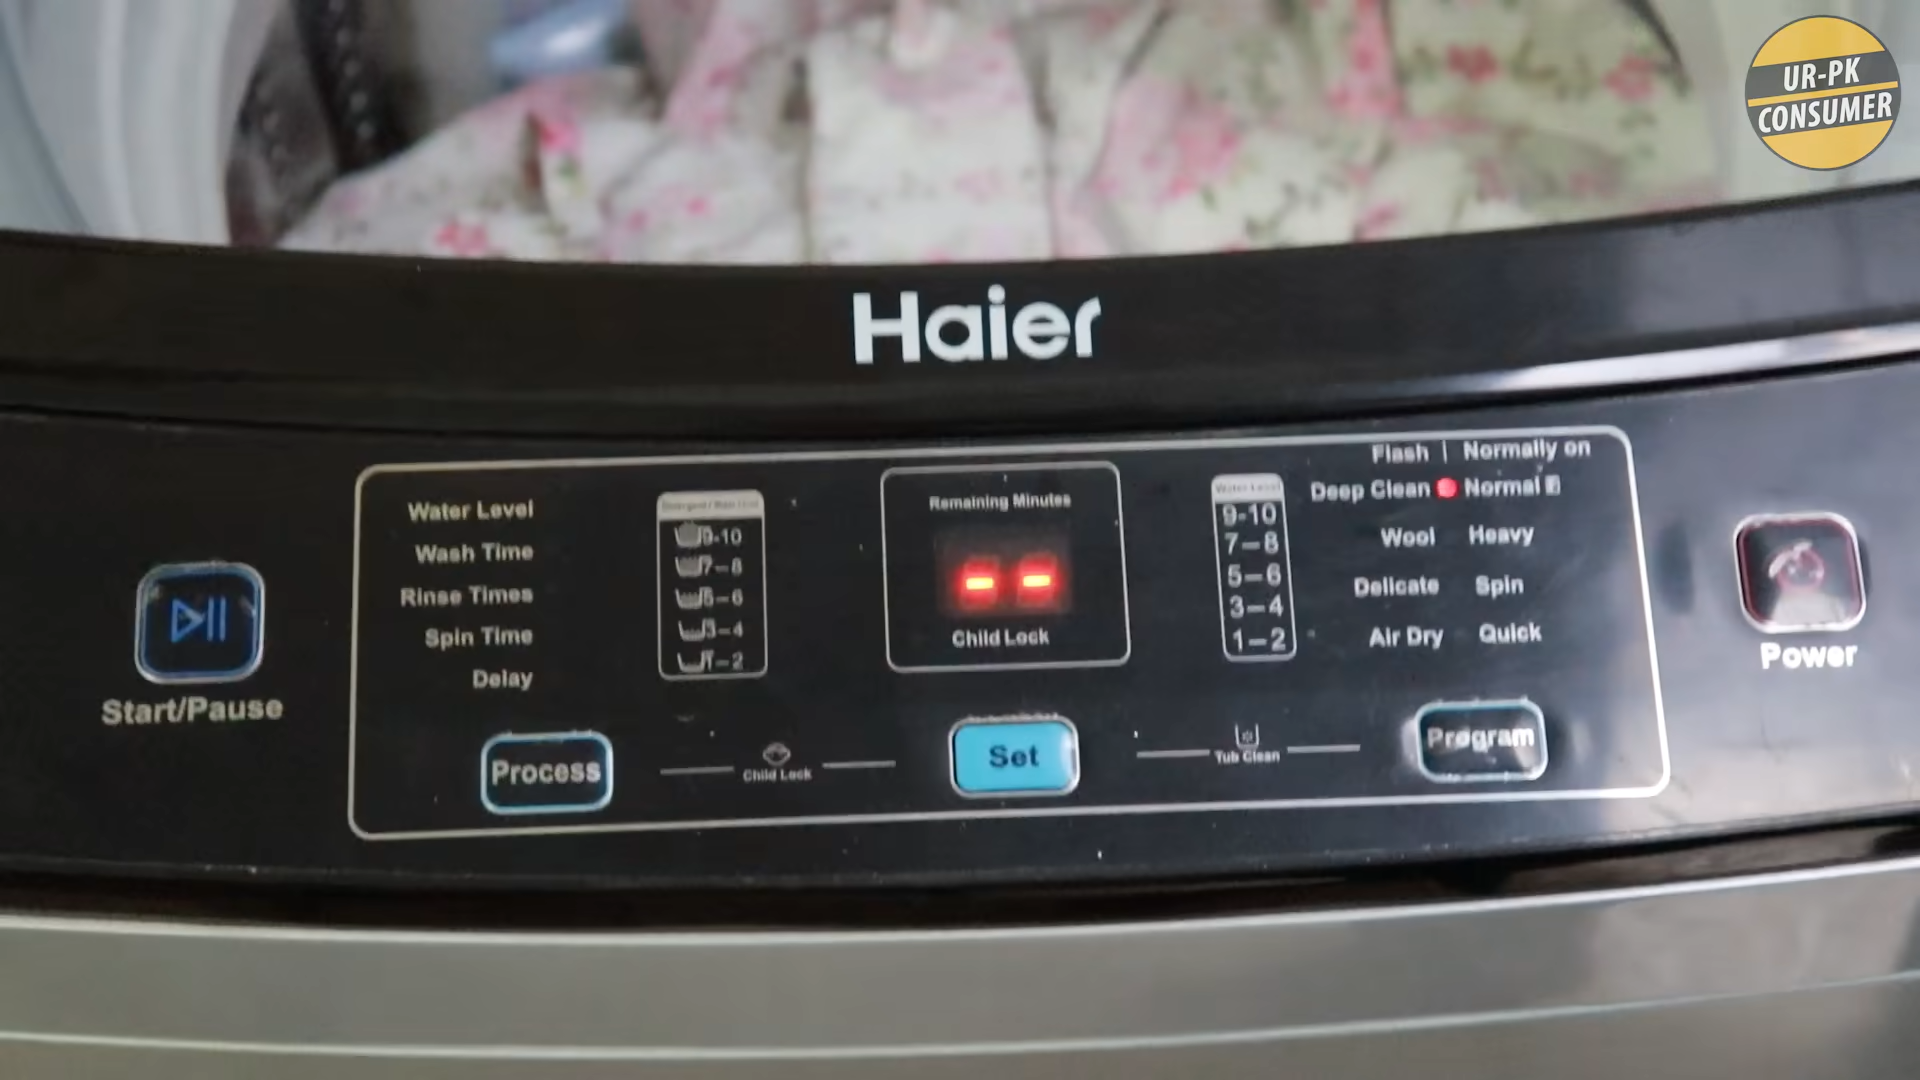 UR-PK
CONSUMER
Haier
Flash | Normally on
Deep Clean Normal
Wool Heavy
Delicate Spin
Air Dry Quick
Water Level
Wash Time
Rinse Times
Spin Time
Delay
9-10
7-8
5-6
3-4
1-2
Remaining Minutes
--
Child Lock
Water Level
9-10
7-8
5-6
3-4
1-2
Start/Pause
Process
Child Lock
Set
Tub Clean
Program
Power